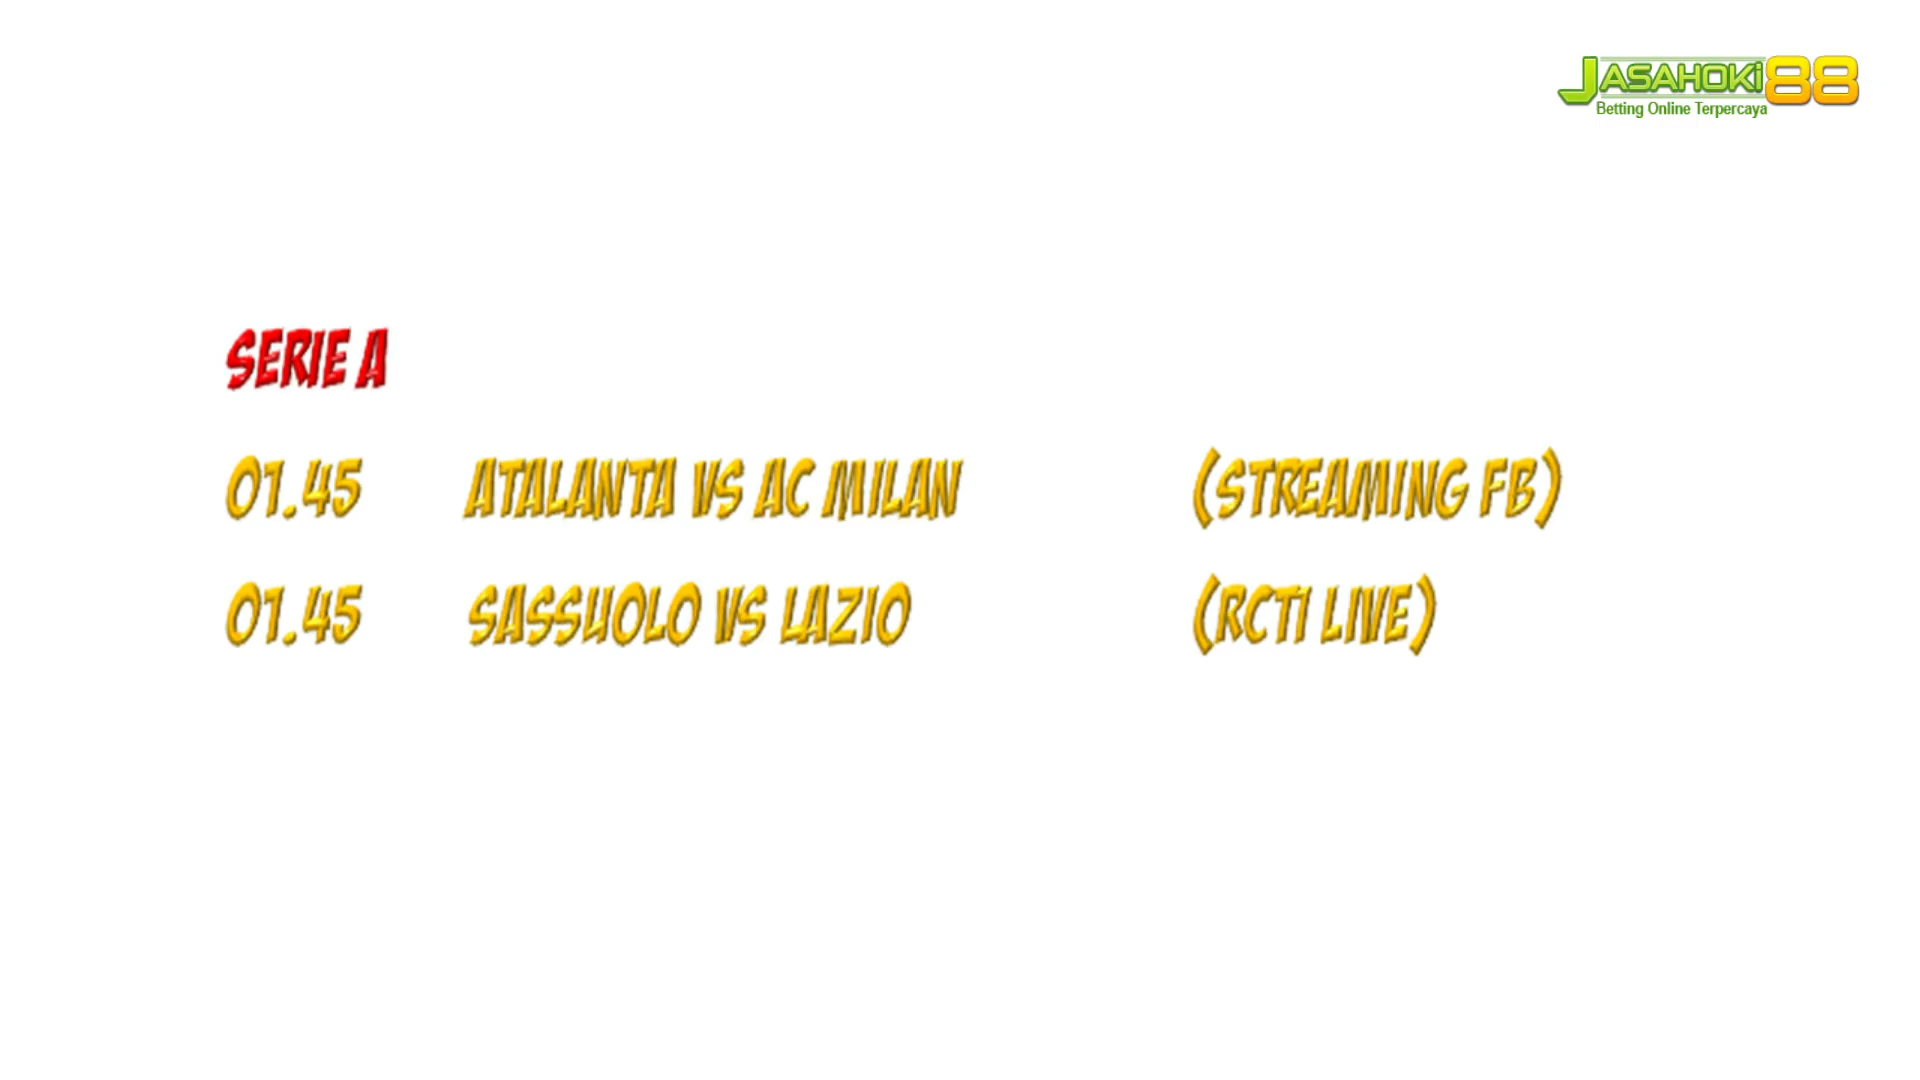 JASAHOKi88
Betting Online Terpercaya
SERIE A
01.45 ATALANTA VS AC MILAN (STREAMING FB)
01.45 SASSUOLO VS LAZIO (RCTI LIVE)